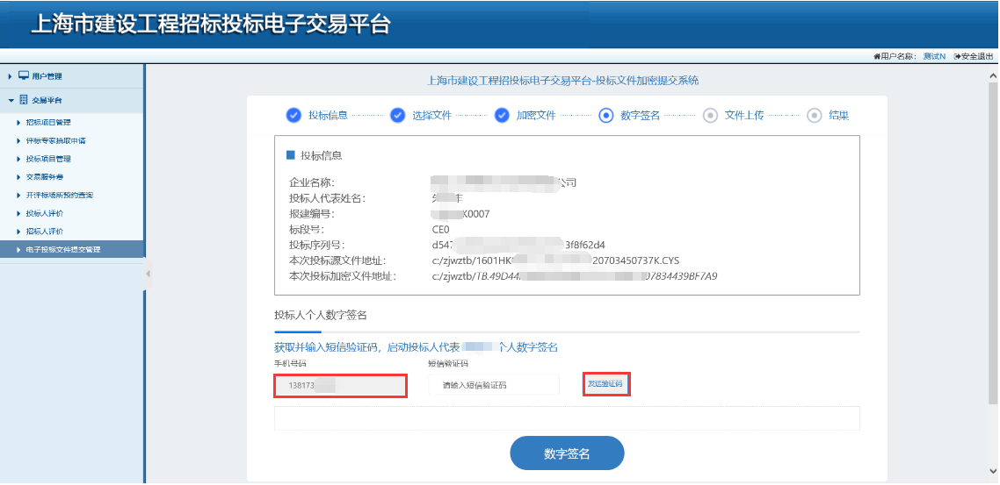 上海市建设工程招标投标电子交易平台
用户名称： 测试N 安全退出
用户管理
交易平台
招标项目管理
评标专家抽取申请
投标项目管理
交易服务费
开评标场所预约查询
投标人评价
招标人评价
电子投标文件提交管理
上海市建设工程招投标电子交易平台-投标文件加密提交系统
投标信息 选择文件 加密文件 数字签名 文件上传 结果
投标信息
企业名称： 公司
投标人代表姓名：
报建编号： K0007
标段号： CE0
投标序列号： d547 3f8f62d4
本次投标源文件地址： c:/zjwztb/1601HK 20703450737K.CYS
本次投标加密文件地址： c:/zjwztb/TB.49D44 07834439BF7A9
投标人个人数字签名
获取并输入短信验证码，启动投标人代表 个人数字签名
手机号码 短信验证码
138173 请输入短信验证码 发送验证码
数字签名